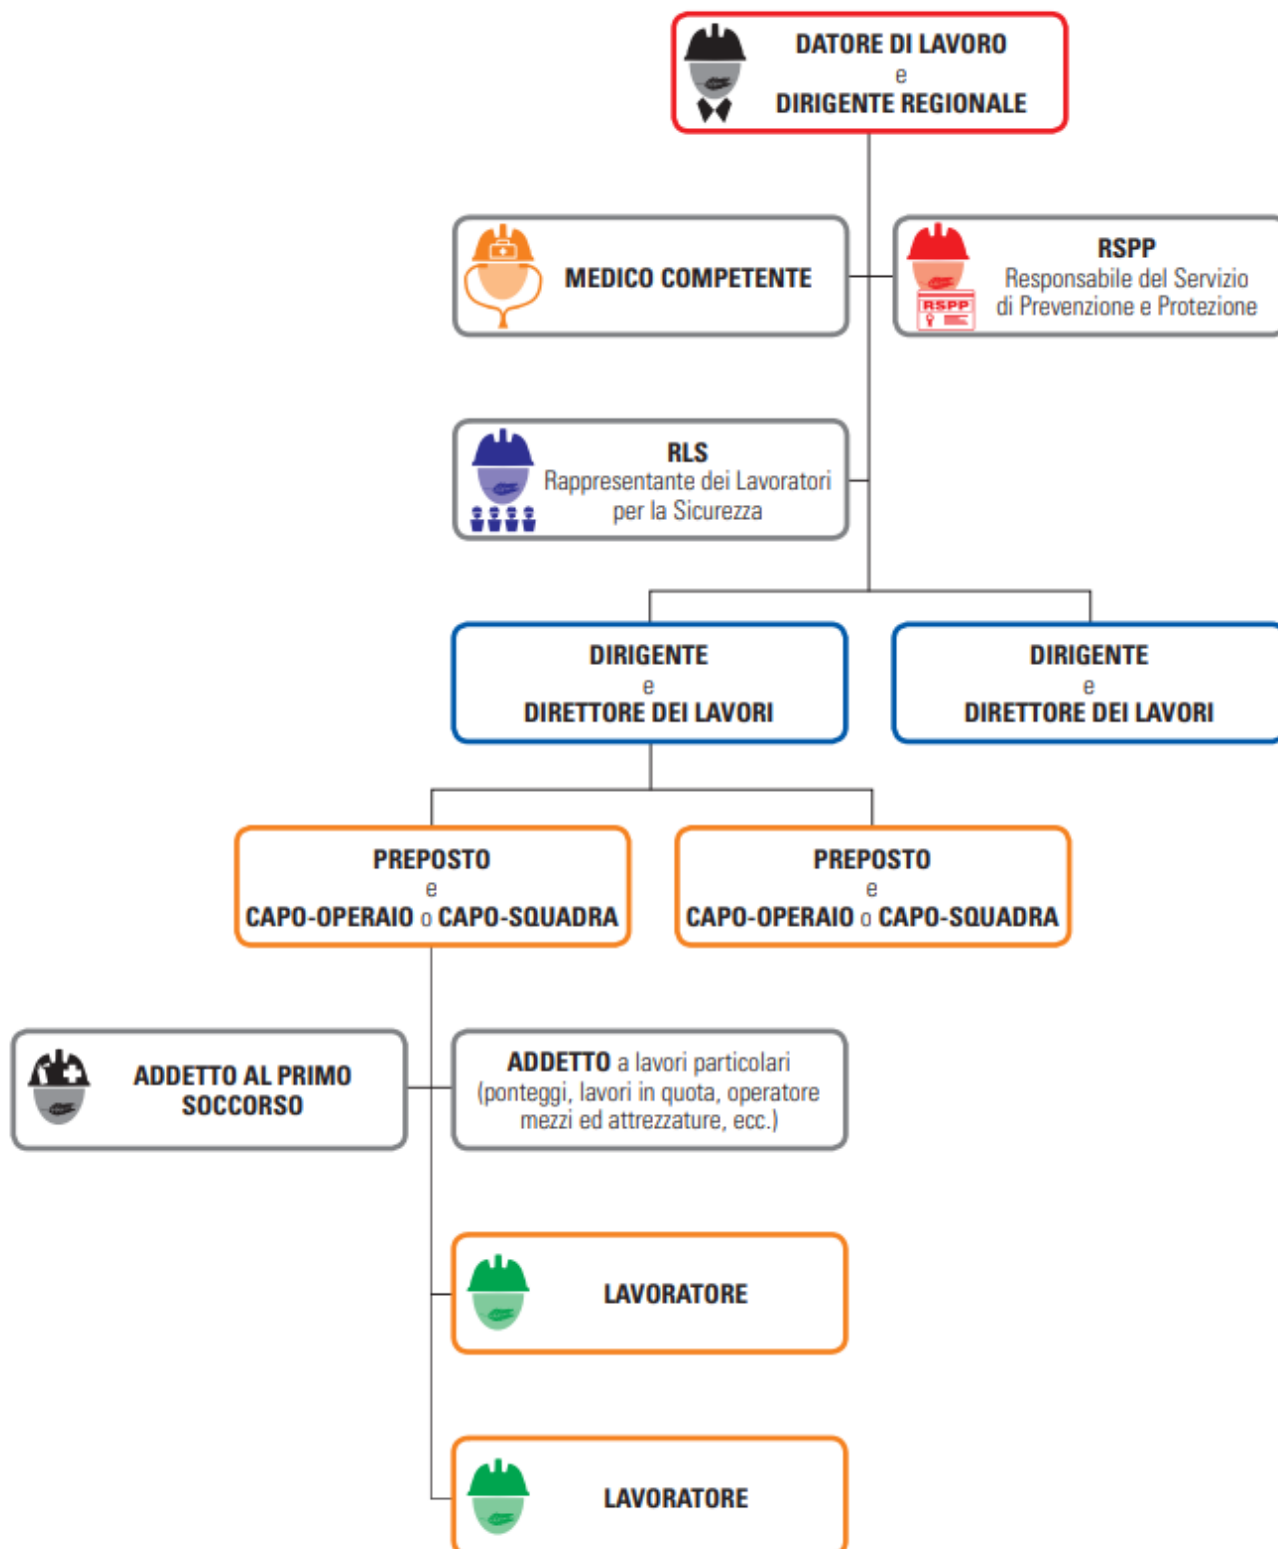 DATORE DI LAVORO
e
DIRIGENTE REGIONALE
MEDICO COMPETENTE
RSPP
Responsabile del Servizio
di Prevenzione e Protezione
RSPP
RLS
Rappresentante dei Lavoratori
per la Sicurezza
DIRIGENTE
e
DIRETTORE DEI LAVORI
DIRIGENTE
e
DIRETTORE DEI LAVORI
PREPOSTO
e
CAPO-OPERAIO o CAPO-SQUADRA
PREPOSTO
e
CAPO-OPERAIO o CAPO-SQUADRA
ADDETTO AL PRIMO
SOCCORSO
ADDETTO a lavori particolari
(ponteggi, lavori in quota, operatore
mezzi ed attrezzature, ecc.)
LAVORATORE
LAVORATORE